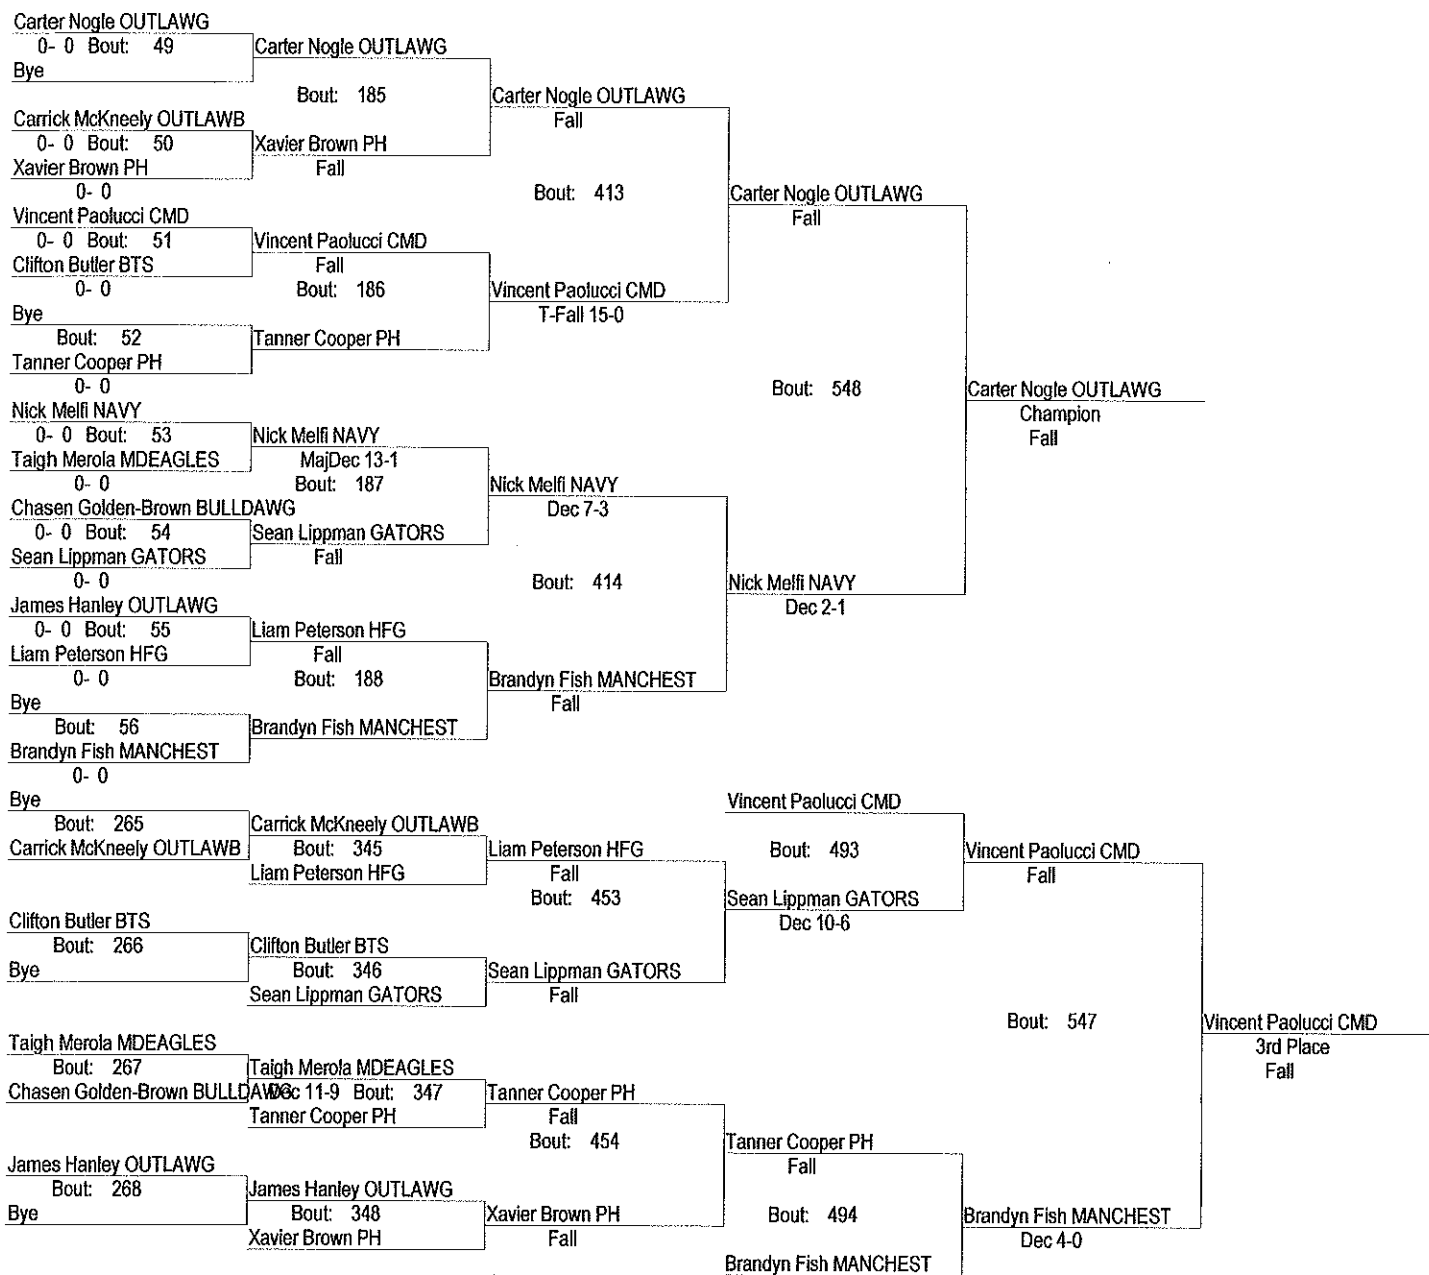 Carter Nogle OUTLAWG
0- 0 Bout: 49
Carter Nogle OUTLAWG
Bye
Bout: 185
Carter Nogle OUTLAWG
Fall
Carrick McKneely OUTLAWB
0- 0 Bout: 50
Xavier Brown PH
Fall
Xavier Brown PH
0- 0
Bout: 413
Carter Nogle OUTLAWG
Fall
Vincent Paolucci CMD
0- 0 Bout: 51
Vincent Paolucci CMD
Fall
Clifton Butler BTS
0- 0
Bout: 186
Vincent Paolucci CMD
T-Fall 15-0
Bye
Bout: 52
Tanner Cooper PH
Tanner Cooper PH
0- 0
Bout: 548
Carter Nogle OUTLAWG
Champion
Fall
Nick Melfi NAVY
0- 0 Bout: 53
Nick Melfi NAVY
MajDec 13-1
Taigh Merola MDEAGLES
0- 0
Bout: 187
Nick Melfi NAVY
Dec 7-3
Chasen Golden-Brown BULLDAWG
0- 0 Bout: 54
Sean Lippman GATORS
Fall
Sean Lippman GATORS
0- 0
Bout: 414
Nick Melfi NAVY
Dec 2-1
James Hanley OUTLAWG
0- 0 Bout: 55
Liam Peterson HFG
Fall
Liam Peterson HFG
0- 0
Bout: 188
Brandyn Fish MANCHEST
Fall
Bye
Bout: 56
Brandyn Fish MANCHEST
Brandyn Fish MANCHEST
0- 0
Bye
Bout: 265
Carrick McKneely OUTLAWB
Carrick McKneely OUTLAWB
Bout: 345
Liam Peterson HFG
Liam Peterson HFG
Fall
Bout: 453
Vincent Paolucci CMD
Bout: 493
Vincent Paolucci CMD
Fall
Sean Lippman GATORS
Dec 10-6
Clifton Butler BTS
Bout: 266
Clifton Butler BTS
Bye
Bout: 346
Sean Lippman GATORS
Sean Lippman GATORS
Fall
Bout: 547
Vincent Paolucci CMD
3rd Place
Fall
Taigh Merola MDEAGLES
Bout: 267
Taigh Merola MDEAGLES
Chasen Golden-Brown BULLDAWG
Dec 11-9 Bout: 347
Tanner Cooper PH
Tanner Cooper PH
Fall
Bout: 454
Tanner Cooper PH
Fall
James Hanley OUTLAWG
Bout: 268
James Hanley OUTLAWG
Bye
Bout: 348
Xavier Brown PH
Xavier Brown PH
Fall
Bout: 494
Brandyn Fish MANCHEST
Dec 4-0
Brandyn Fish MANCHEST